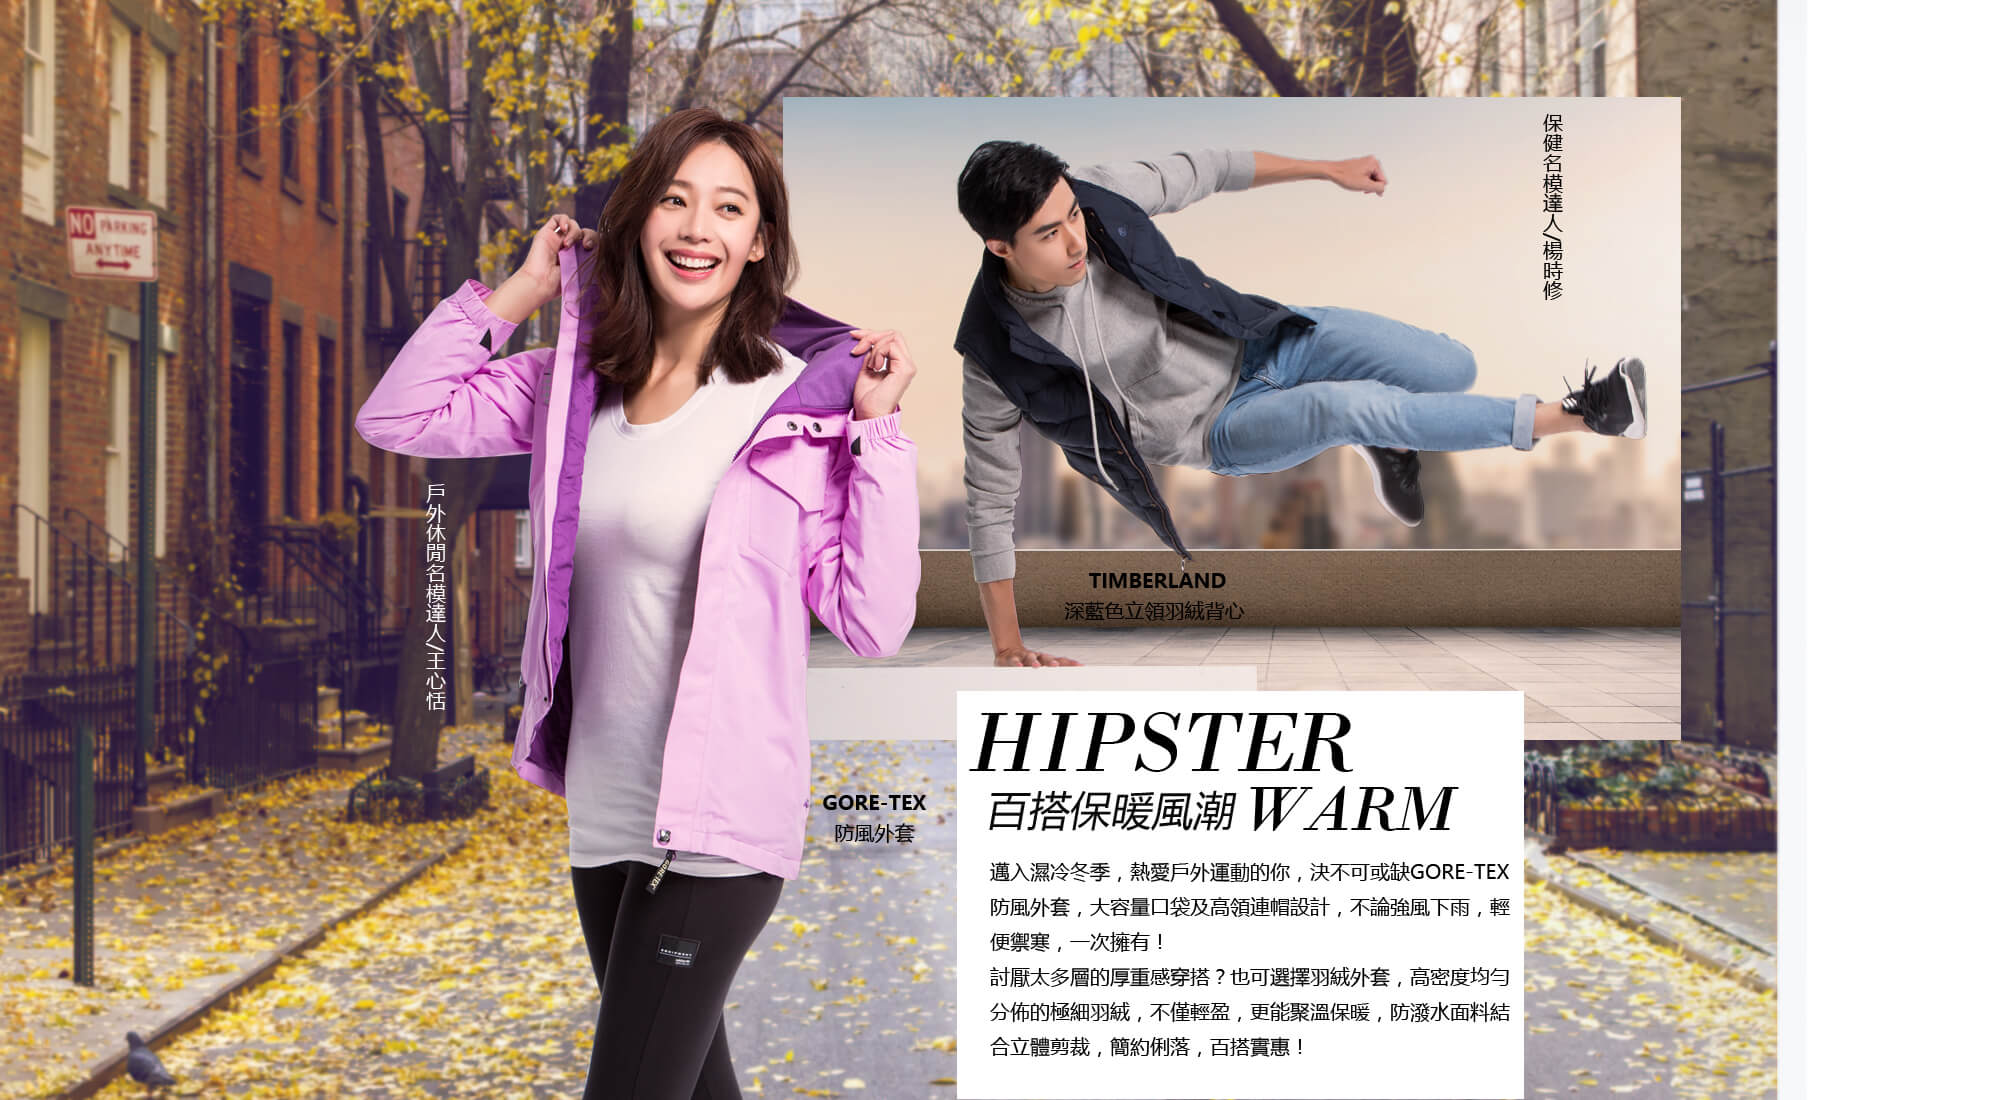 NO PARKING
ANYTIME
保健名模達人/楊時修
戶外休閒名模達人/王心恬
TIMBERLAND
深藍色立領羽絨背心
GORE-TEX
防風外套
GORE-TEX
EQUIPMENT
HIPSTER
百搭保暖風潮 WARM
邁入濕冷冬季，熱愛戶外運動的你，決不可或缺GORE-TEX
防風外套，大容量口袋及高領連帽設計，不論強風下雨，輕
便禦寒，一次擁有！
討厭太多層的厚重感穿搭？也可選擇羽絨外套，高密度均勻
分佈的極細羽絨，不僅輕盈，更能聚溫保暖，防潑水面料結
合立體剪裁，簡約俐落，百搭實惠！